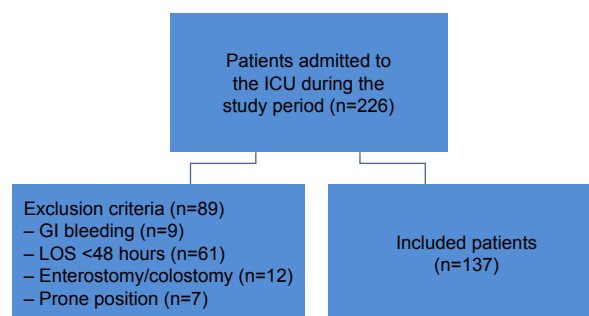 Patients admitted to
the ICU during the
study period (n=226)
Exclusion criteria (n=89)
– GI bleeding (n=9)
– LOS <48 hours (n=61)
– Enterostomy/colostomy (n=12)
– Prone position (n=7)
Included patients
(n=137)